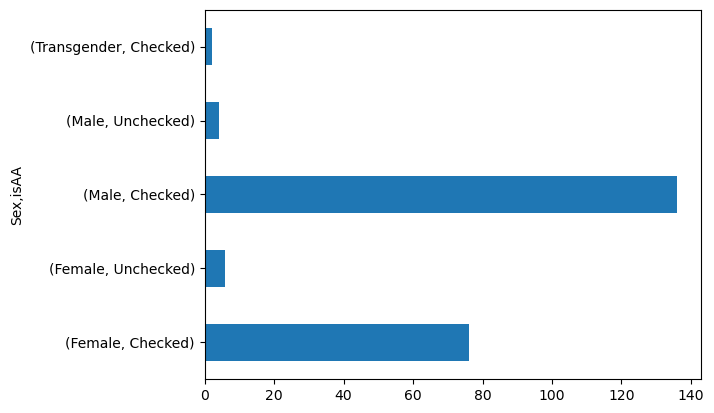 (Transgender, Checked)
(Male, Unchecked)
(Male, Checked)
(Female, Unchecked)
(Female, Checked)
Sex,isAA
0 20 40 60 80 100 120 140